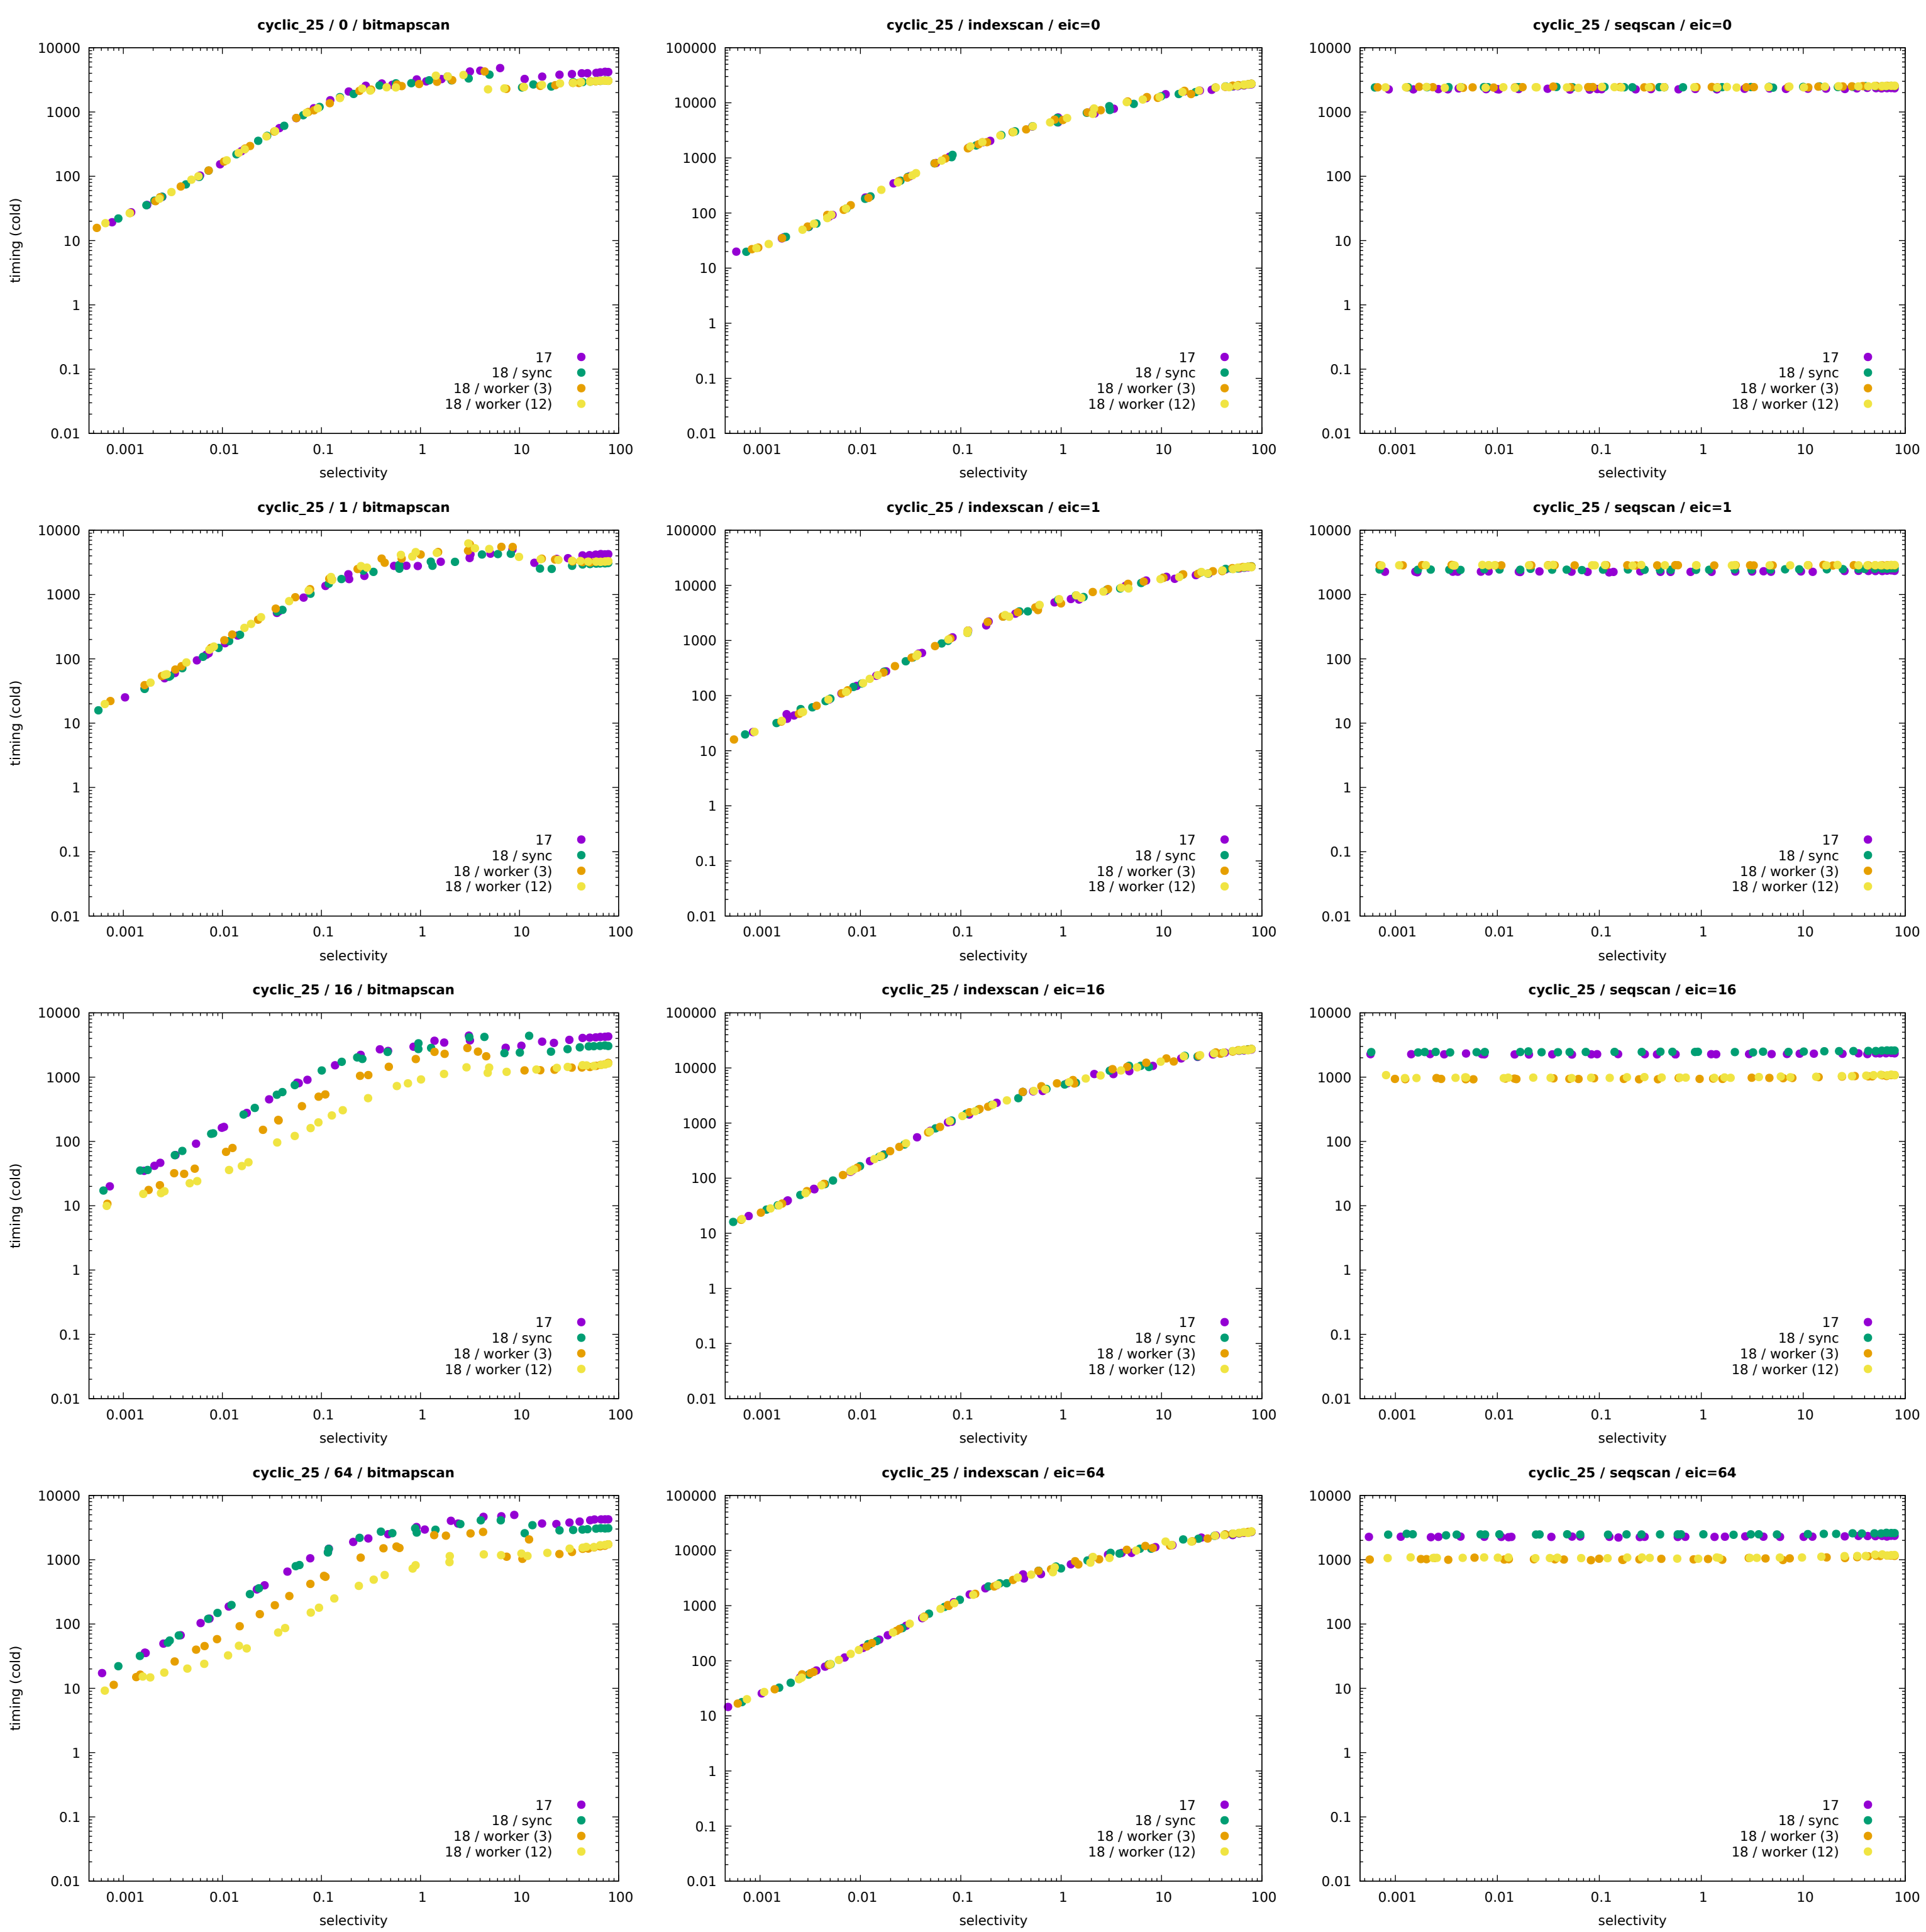 cyclic_25 / 0 / bitmapscan
10000
1000
100
10
1
0.1
0.01
timing (cold)
0.001 0.01 0.1 1 10 100
selectivity
17
18 / sync
18 / worker (3)
18 / worker (12)
cyclic_25 / indexscan / eic=0
100000
10000
1000
100
10
1
0.1
0.01
0.001 0.01 0.1 1 10 100
selectivity
17
18 / sync
18 / worker (3)
18 / worker (12)
cyclic_25 / seqscan / eic=0
10000
1000
100
10
1
0.1
0.01
0.001 0.01 0.1 1 10 100
selectivity
17
18 / sync
18 / worker (3)
18 / worker (12)
cyclic_25 / 1 / bitmapscan
10000
1000
100
10
1
0.1
0.01
timing (cold)
0.001 0.01 0.1 1 10 100
selectivity
17
18 / sync
18 / worker (3)
18 / worker (12)
cyclic_25 / indexscan / eic=1
100000
10000
1000
100
10
1
0.1
0.01
0.001 0.01 0.1 1 10 100
selectivity
17
18 / sync
18 / worker (3)
18 / worker (12)
cyclic_25 / seqscan / eic=1
10000
1000
100
10
1
0.1
0.01
0.001 0.01 0.1 1 10 100
selectivity
17
18 / sync
18 / worker (3)
18 / worker (12)
cyclic_25 / 16 / bitmapscan
10000
1000
100
10
1
0.1
0.01
timing (cold)
0.001 0.01 0.1 1 10 100
selectivity
17
18 / sync
18 / worker (3)
18 / worker (12)
cyclic_25 / indexscan / eic=16
100000
10000
1000
100
10
1
0.1
0.01
0.001 0.01 0.1 1 10 100
selectivity
17
18 / sync
18 / worker (3)
18 / worker (12)
cyclic_25 / seqscan / eic=16
10000
1000
100
10
1
0.1
0.01
0.001 0.01 0.1 1 10 100
selectivity
17
18 / sync
18 / worker (3)
18 / worker (12)
cyclic_25 / 64 / bitmapscan
10000
1000
100
10
1
0.1
0.01
timing (cold)
0.001 0.01 0.1 1 10 100
selectivity
17
18 / sync
18 / worker (3)
18 / worker (12)
cyclic_25 / indexscan / eic=64
100000
10000
1000
100
10
1
0.1
0.01
0.001 0.01 0.1 1 10 100
selectivity
17
18 / sync
18 / worker (3)
18 / worker (12)
cyclic_25 / seqscan / eic=64
10000
1000
100
10
1
0.1
0.01
0.001 0.01 0.1 1 10 100
selectivity
17
18 / sync
18 / worker (3)
18 / worker (12)